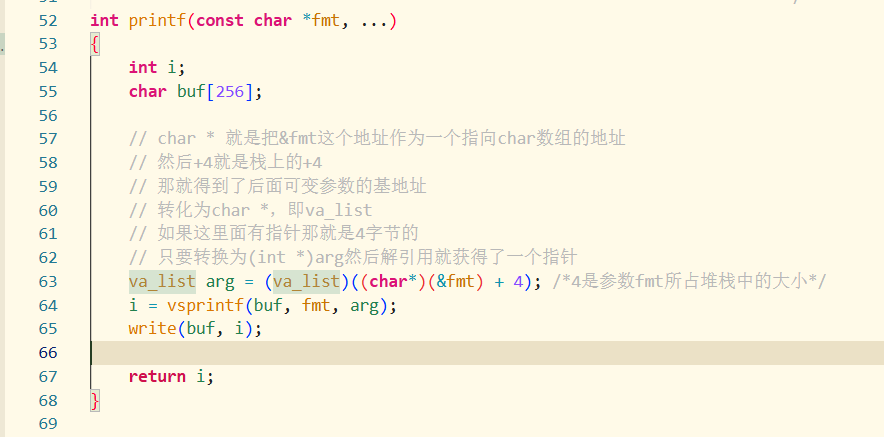 52 int printf(const char *fmt, ...)
53 {
54 int i;
55 char buf[256];
56
57 // char * 就是把&fmt这个地址作为一个指向char数组的地址
58 // 然后+4就是栈上的+4
59 // 那就得到了后面可变参数的基地址
60 // 转化为char *，即va_list
61 // 如果这里面有指针那就是4字节的
62 // 只要转换为(int *)arg然后解引用就获得了一个指针
63 va_list arg = (va_list)((char*)(&fmt) + 4); /*4是参数fmt所占堆栈中的大小*/
64 i = vsprintf(buf, fmt, arg);
65 write(buf, i);
66
67 return i;
68 }
69